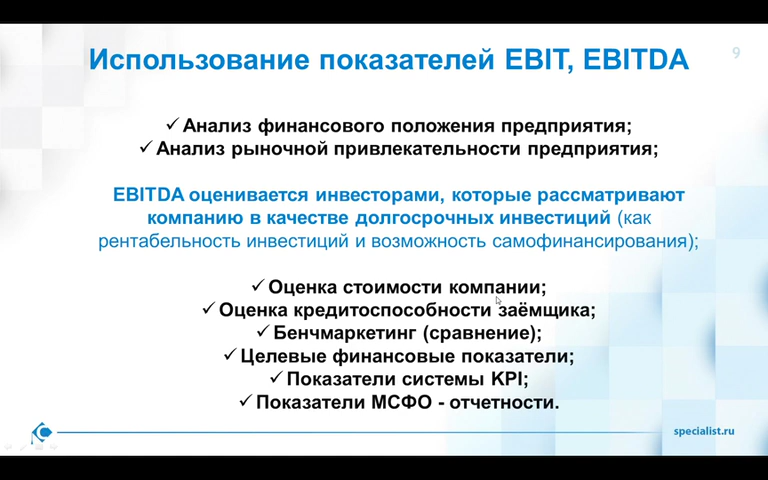 Использование показателей EBIT, EBITDA
9
✓Анализ финансового положения предприятия;
✓Анализ рыночной привлекательности предприятия;
EBITDA оценивается инвесторами, которые рассматривают
компанию в качестве долгосрочных инвестиций (как
рентабельность инвестиций и возможность самофинансирования);
✓Оценка стоимости компании;
✓Оценка кредитоспособности заёмщика;
✓Бенчмаркетинг (сравнение);
✓Целевые финансовые показатели;
✓Показатели системы KPI;
✓Показатели МСФО - отчетности.
specialist.ru